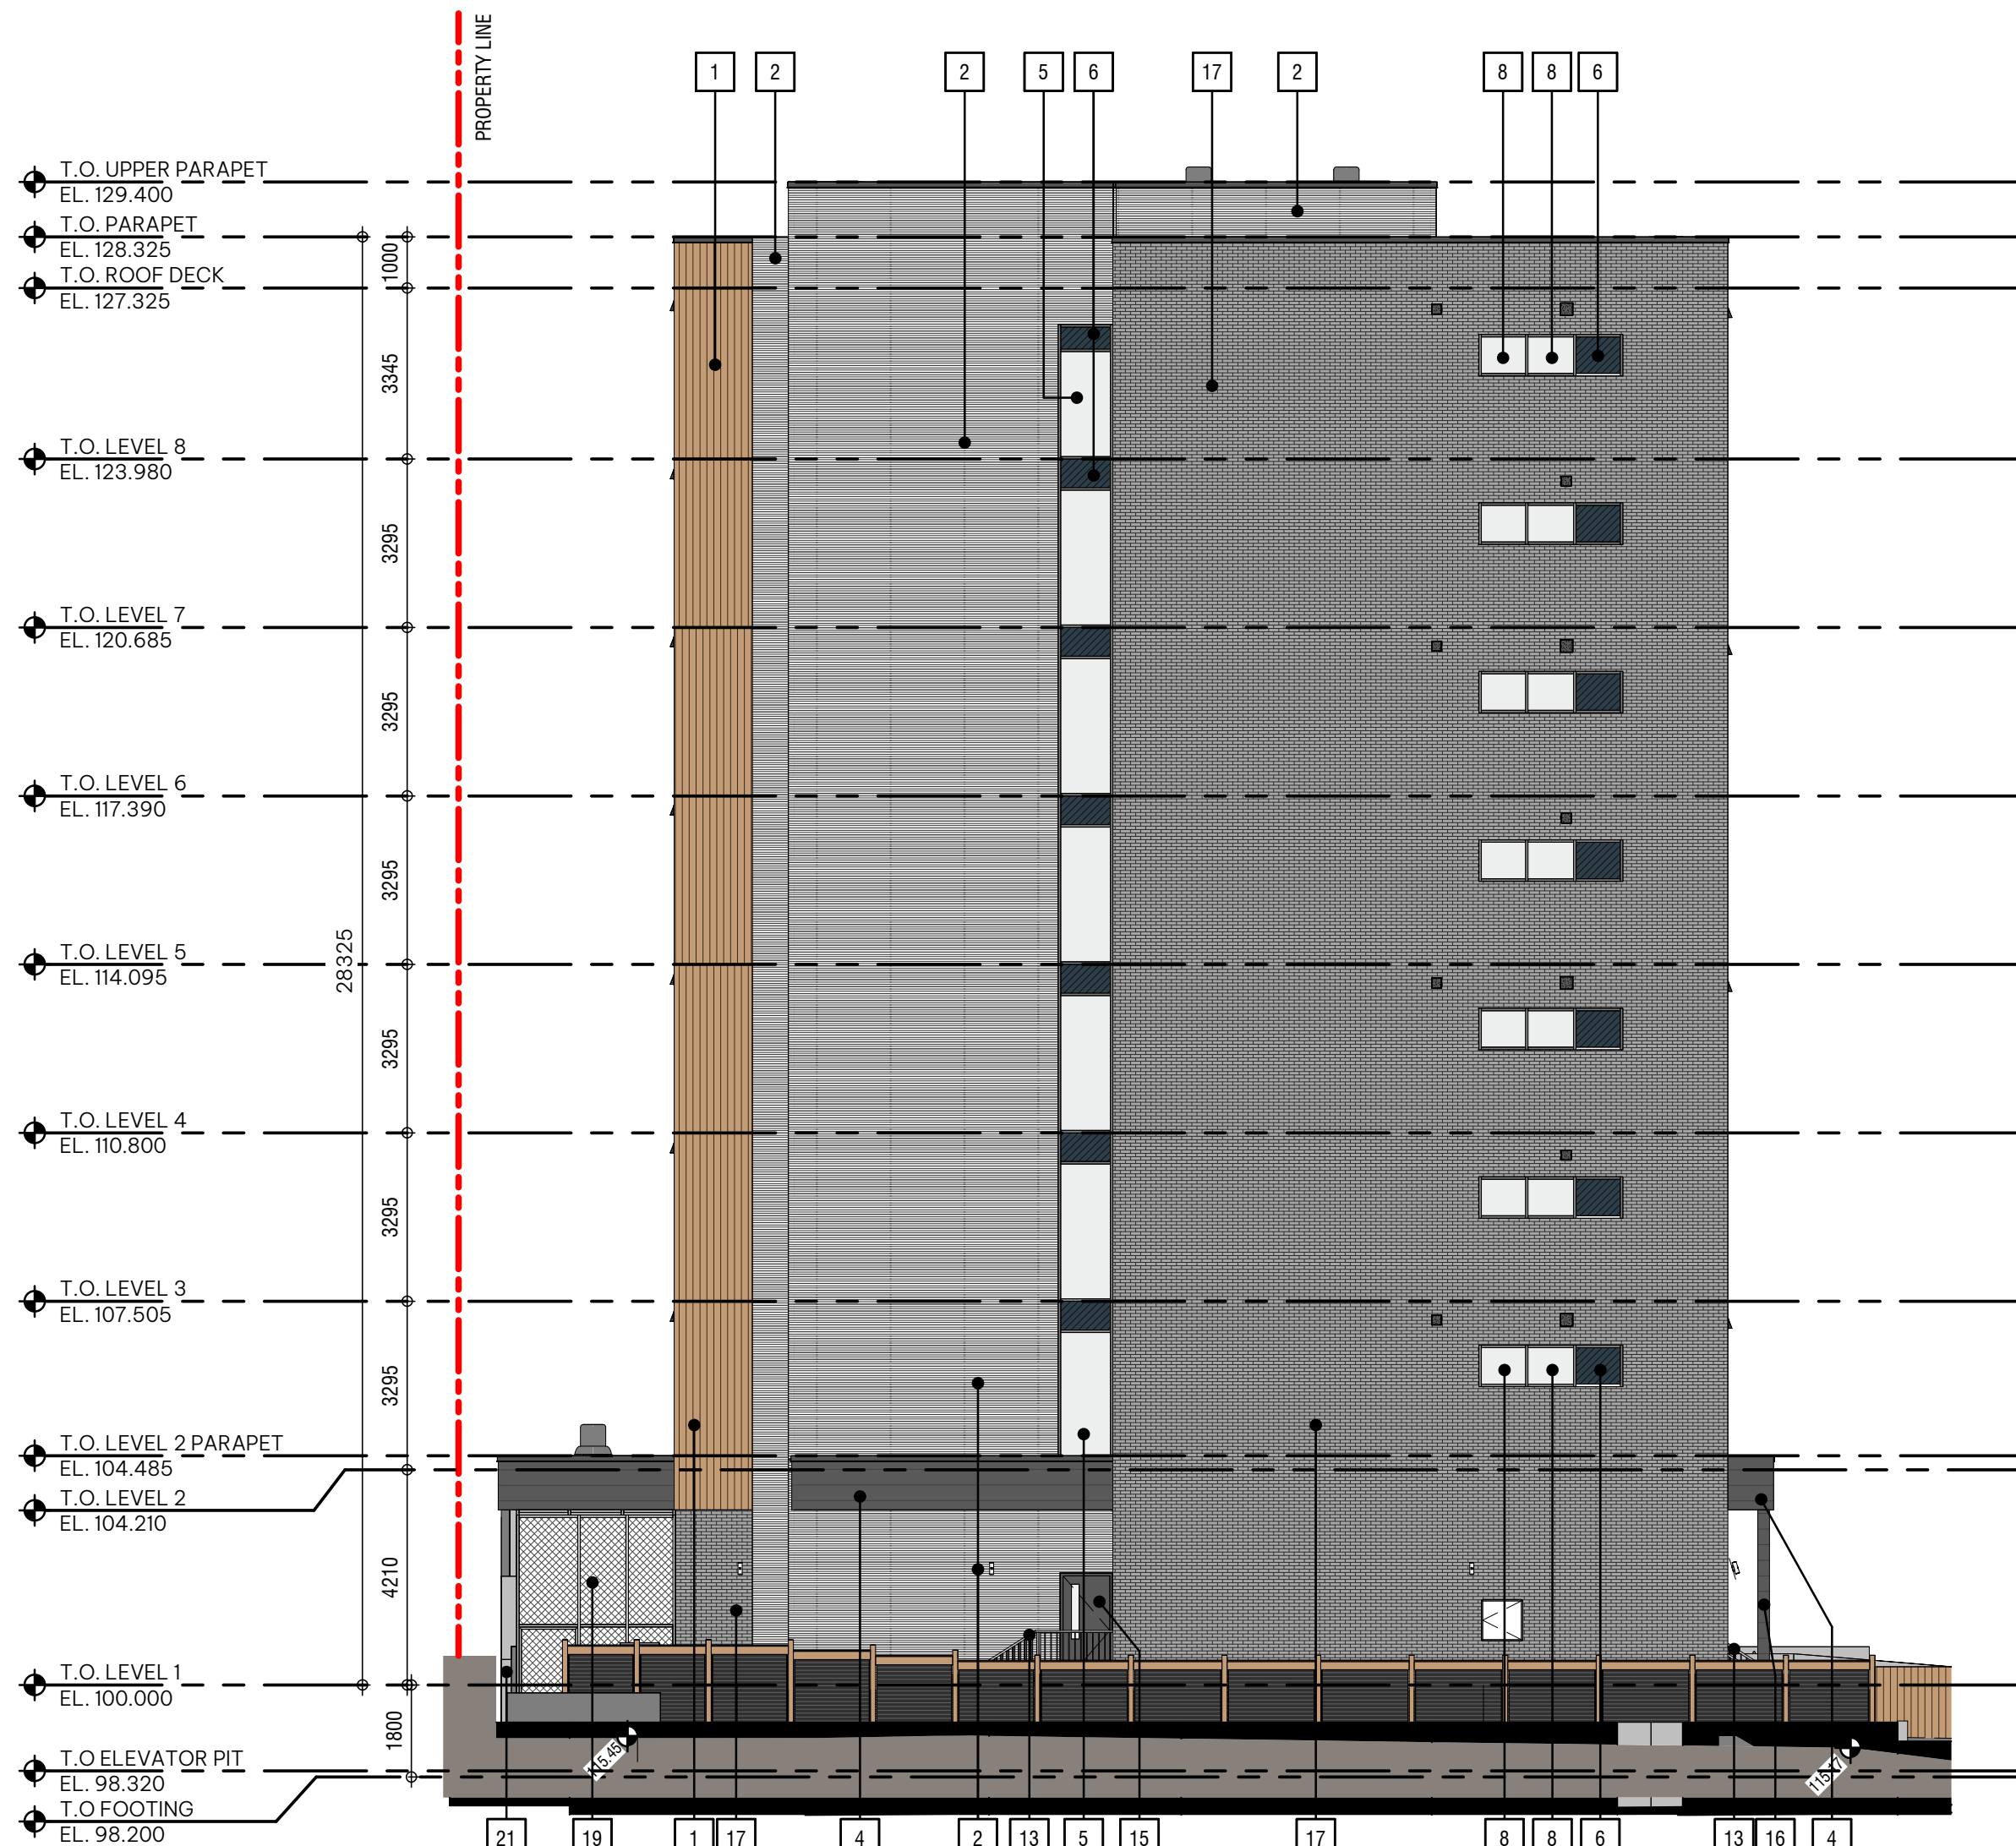 PROPERTY LINE
1 2 2 5 6 17 2 8 8 6
T.O. UPPER PARAPET
EL. 129.400
T.O. PARAPET
EL. 128.325
1000
T.O. ROOF DECK
EL. 127.325
3345
T.O. LEVEL 8
EL. 123.980
3295
T.O. LEVEL 7
EL. 120.685
3295
T.O. LEVEL 6
EL. 117.390
3295
T.O. LEVEL 5
EL. 114.095
28325
3295
T.O. LEVEL 4
EL. 110.800
3295
T.O. LEVEL 3
EL. 107.505
3295
T.O. LEVEL 2 PARAPET
EL. 104.485
T.O. LEVEL 2
EL. 104.210
4210
T.O. LEVEL 1
EL. 100.000
1800
115.45
115.17
T.O ELEVATOR PIT
EL. 98.320
T.O FOOTING
EL. 98.200
21 19 1 17 4 2 13 5 15 17 8 8 6 13 16 4